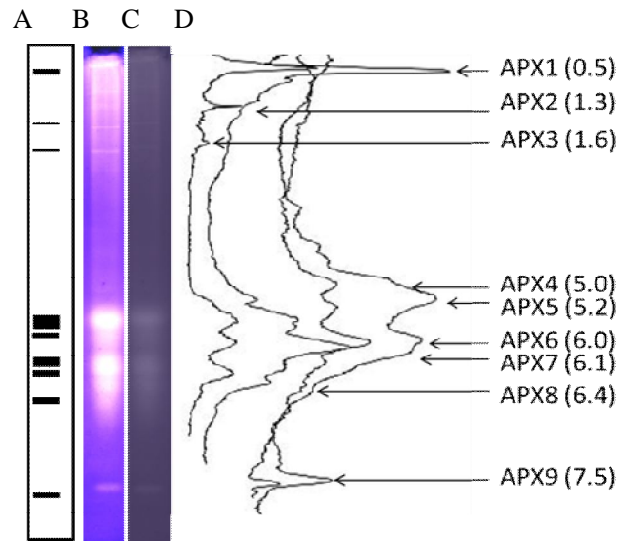 A B C D
APX1 (0.5)
APX2 (1.3)
APX3 (1.6)
APX4 (5.0)
APX5 (5.2)
APX6 (6.0)
APX7 (6.1)
APX8 (6.4)
APX9 (7.5)